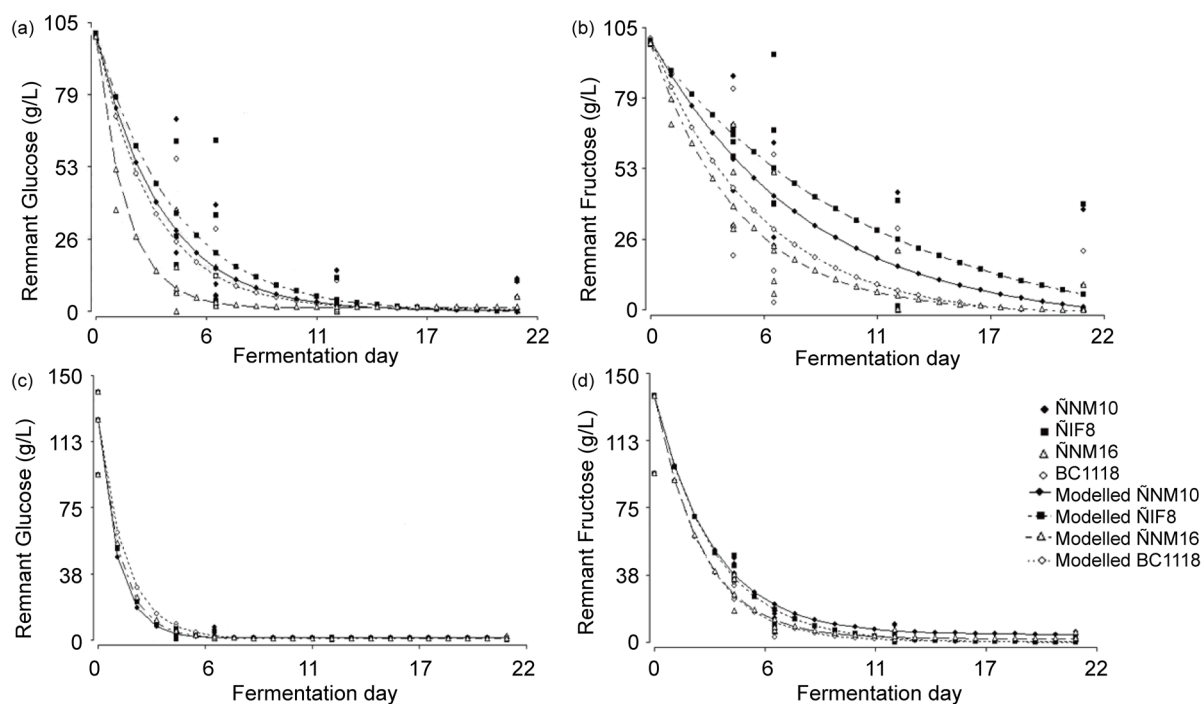 (a)
105
79
53
26
0
Remnant Glucose (g/L)
0 6 11 17 22
Fermentation day
(b)
105
79
53
26
0
Remnant Fructose (g/L)
0 6 11 17 22
Fermentation day
(c)
150
113
75
38
0
Remnant Glucose (g/L)
0 6 11 17 22
Fermentation day
(d)
150
113
75
38
0
Remnant Fructose (g/L)
0 6 11 17 22
Fermentation day
ÑNM10
ÑIF8
ÑNM16
BC1118
Modelled ÑNM10
Modelled ÑIF8
Modelled ÑNM16
Modelled BC1118